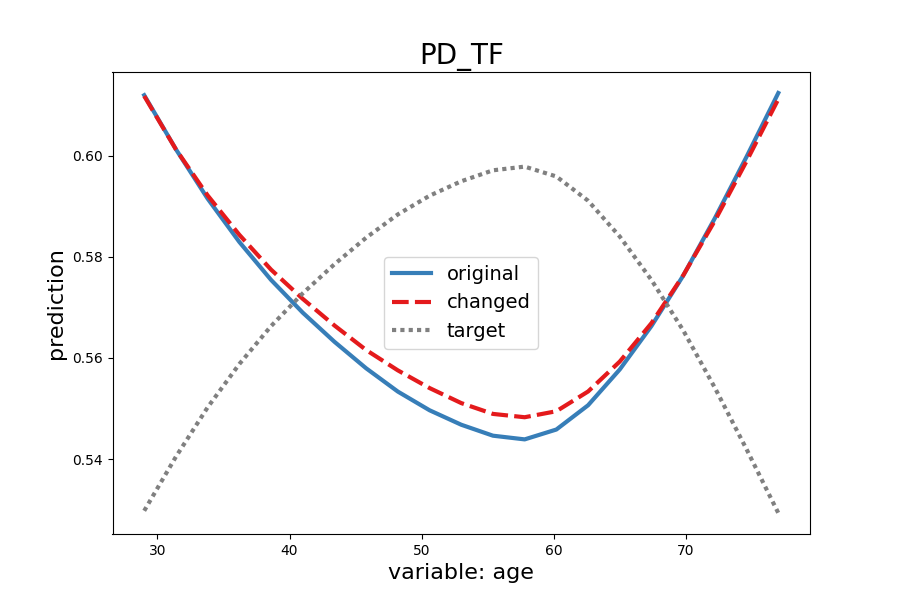 PD_TF
prediction
0.60
0.58
0.56
0.54
original
changed
target
30 40 50 60 70
variable: age